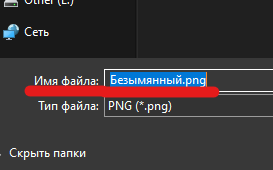 Other (E:)
Сеть
Имя файла: Безымянный.png
Тип файла: PNG (*.png)
Скрыть папки